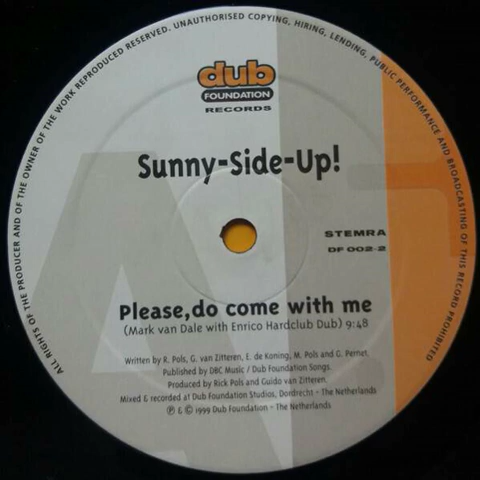 ALL RIGHTS OF THE PRODUCER AND OF THE OWNER OF THE WORK REPRODUCED RESERVED. UNAUTHORISED COPYING, HIRING, LENDING, PUBLIC PERFORMANCE AND BROADCASTING OF THIS RECORD PROHIBITED
dub
FOUNDATION
RECORDS
Sunny-Side-Up!
STEMRA
DF 002-2
Please,do come with me
(Mark van Dale with Enrico Hardclub Dub) 9:48
Written by R. Pols, G. van Zitteren, E. de Koning, M. Pols and G. Pernet.
Published by DBC Music / Dub Foundation Songs.
Produced by Rick Pols and Guido van Zitteren.
Mixed & recorded at Dub Foundation Studios, Dordrecht - The Netherlands
℗ & © 1999 Dub Foundation - The Netherlands